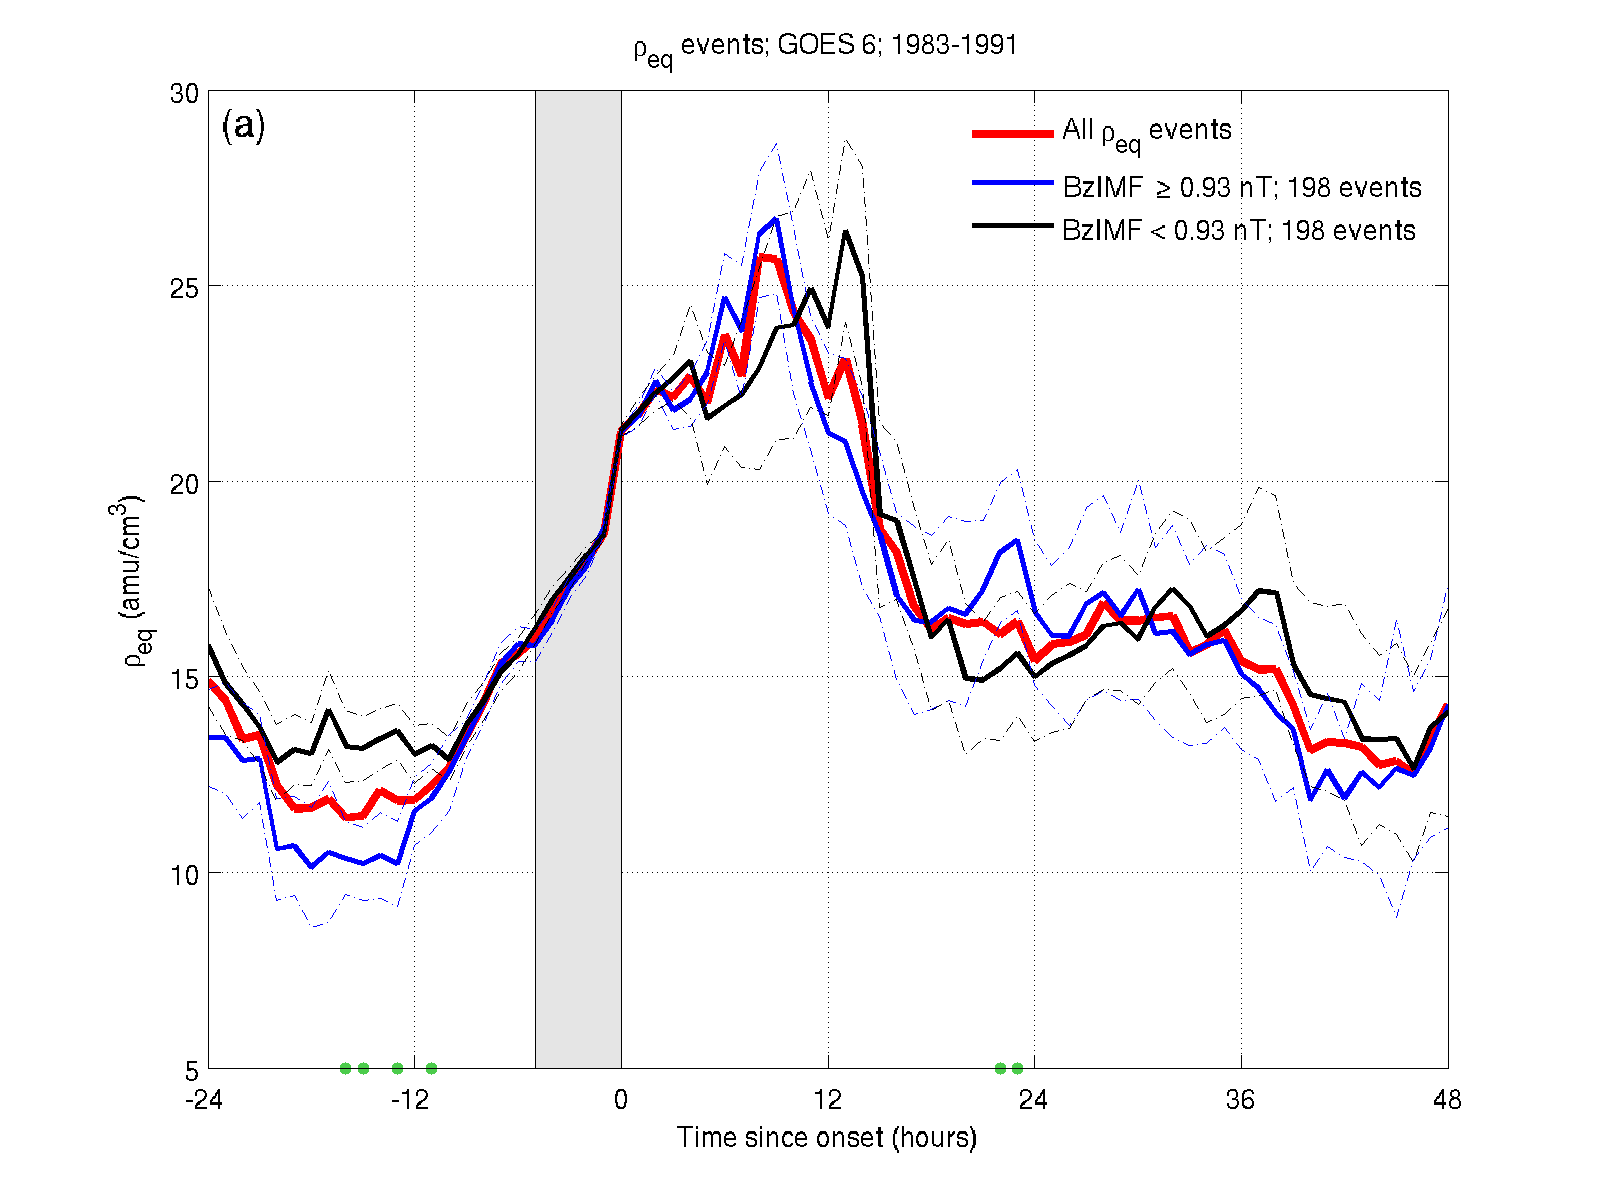 ρeq events; GOES 6; 1983-1991
(a)
All ρeq events
BzIMF ≥ 0.93 nT; 198 events
BzIMF < 0.93 nT; 198 events
30
25
20
15
10
5
ρeq (amu/cm3)
-24 -12 0 12 24 36 48
Time since onset (hours)